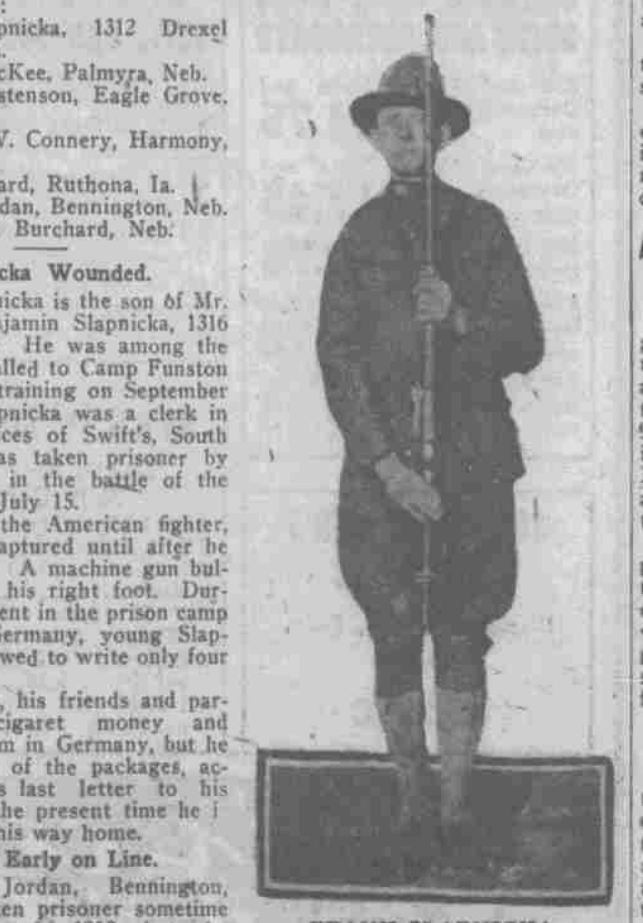 pnicka, 1312 Drexel
cKee, Palmyra, Neb.
stenson, Eagle Grove,
V. Connery, Harmony,
ard, Ruthona, Ia.
dan, Bennington, Neb.
Burchard, Neb.
cka Wounded.
nicka is the son of Mr.
njamin Slapnicka, 1316
He was among the
lled to Camp Funston
training on September
pnicka was a clerk in
ces of Swift's, South
as taken prisoner by
in the battle of the
July 15.
the American fighter,
aptured until after he
A machine gun bul-
his right foot. Dur-
ent in the prison camp
Germany, young Slap-
wed to write only four
, his friends and par-
cigaret money and
m in Germany, but he
of the packages, ac-
s last letter to his
he present time he i
his way home.
Early on Line.
Jordan, Bennington,
en prisoner sometime